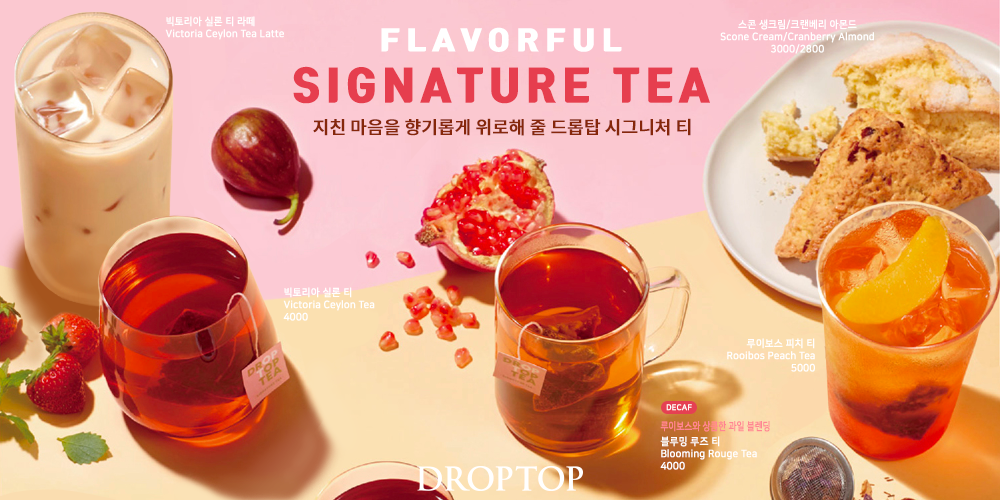 빅토리아 실론 티 라떼
Victoria Ceylon Tea Latte
FLAVORFUL
SIGNATURE TEA
지친 마음을 향기롭게 위로해 줄 드롭탑 시그니처 티
스콘 생크림/크랜베리 아몬드
Scone Cream/Cranberry Almond
3000/2800
빅토리아 실론 티
Victoria Ceylon Tea
4000
DROP
TOP
TEA
DROP
TOP
TEA
루이보스 피치 티
Rooibos Peach Tea
5000
DECAF
루이보스와 상큼한 과일 블렌딩
블루밍 루즈 티
Blooming Rouge Tea
4000
DROPTOP